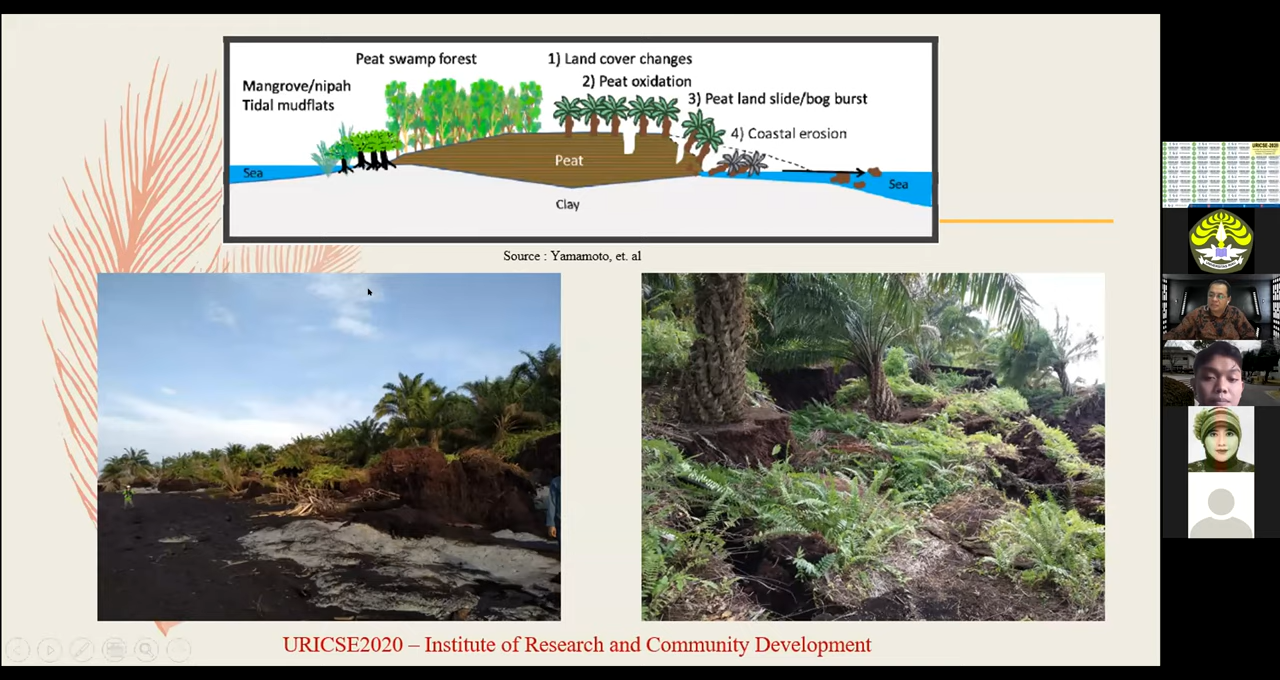 Peat swamp forest
1) Land cover changes
2) Peat oxidation
Mangrove/nipah
Tidal mudflats
3) Peat land slide/bog burst
4) Coastal erosion
Peat
Sea
Sea
Clay
Source : Yamamoto, et. al
URICSE2020 – Institute of Research and Community Development
URICSE-2020